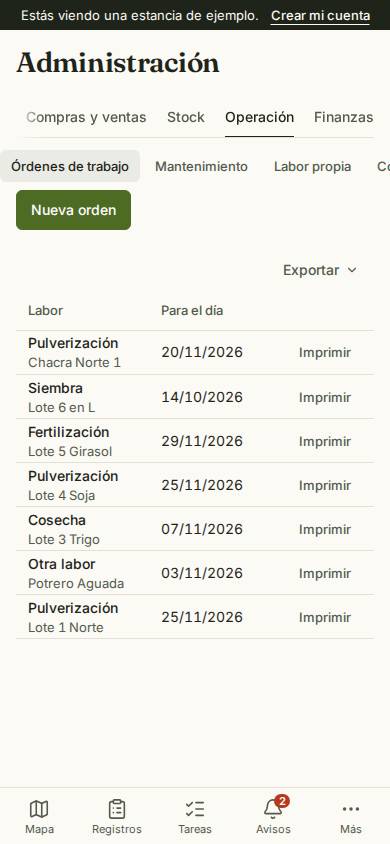 Estás viendo una estancia de ejemplo. Crear mi cuenta
Administración
Compras y ventas Stock Operación Finanzas
Órdenes de trabajo Mantenimiento Labor propia
Nueva orden
Exportar
Labor Para el día
Pulverización
Chacra Norte 1 20/11/2026 Imprimir
Siembra
Lote 6 en L 14/10/2026 Imprimir
Fertilización
Lote 5 Girasol 29/11/2026 Imprimir
Pulverización
Lote 4 Soja 25/11/2026 Imprimir
Cosecha
Lote 3 Trigo 07/11/2026 Imprimir
Otra labor
Potrero Aguada 03/11/2026 Imprimir
Pulverización
Lote 1 Norte 25/11/2026 Imprimir
2
Mapa Registros Tareas Avisos Más